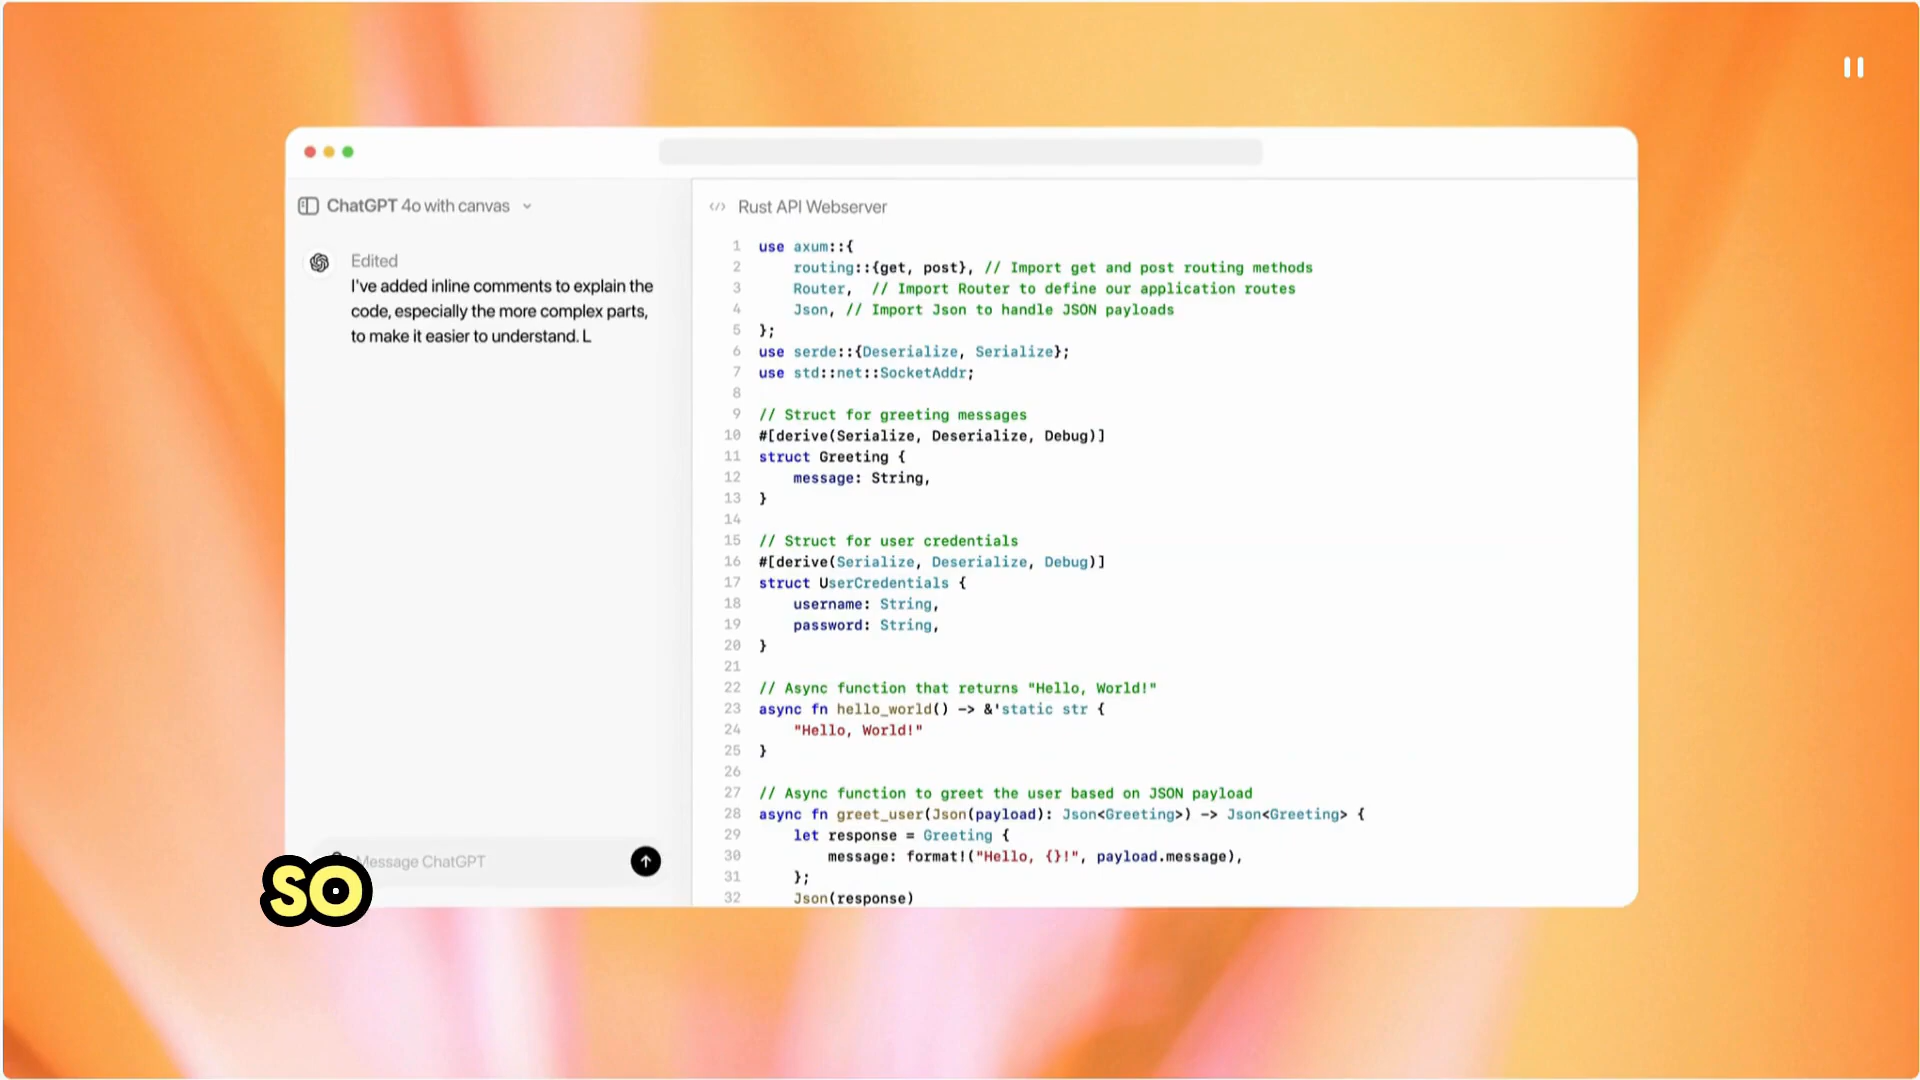 ChatGPT 4o with canvas
Edited
I've added inline comments to explain the
code, especially the more complex parts,
to make it easier to understand. L
Message ChatGPT
SO
</> Rust API Webserver
1 use axum::{
2     routing::{get, post}, // Import get and post routing methods
3     Router,  // Import Router to define our application routes
4     Json, // Import Json to handle JSON payloads
5 };
6 use serde::{Deserialize, Serialize};
7 use std::net::SocketAddr;
8
9 // Struct for greeting messages
10 #[derive(Serialize, Deserialize, Debug)]
11 struct Greeting {
12     message: String,
13 }
14
15 // Struct for user credentials
16 #[derive(Serialize, Deserialize, Debug)]
17 struct UserCredentials {
18     username: String,
19     password: String,
20 }
21
22 // Async function that returns "Hello, World!"
23 async fn hello_world() -> &'static str {
24     "Hello, World!"
25 }
26
27 // Async function to greet the user based on JSON payload
28 async fn greet_user(Json(payload): Json<Greeting>) -> Json<Greeting> {
29     let response = Greeting {
30         message: format!("Hello, {}!", payload.message),
31     };
32     Json(response)